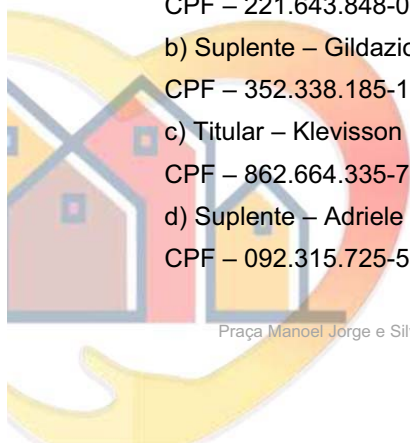 CPF – 221.643.848-0
b) Suplente – Gildazio
CPF – 352.338.185-1
c) Titular – Klevisson
CPF – 862.664.335-7
d) Suplente – Adriele
CPF – 092.315.725-5
Praça Manoel Jorge e Sil